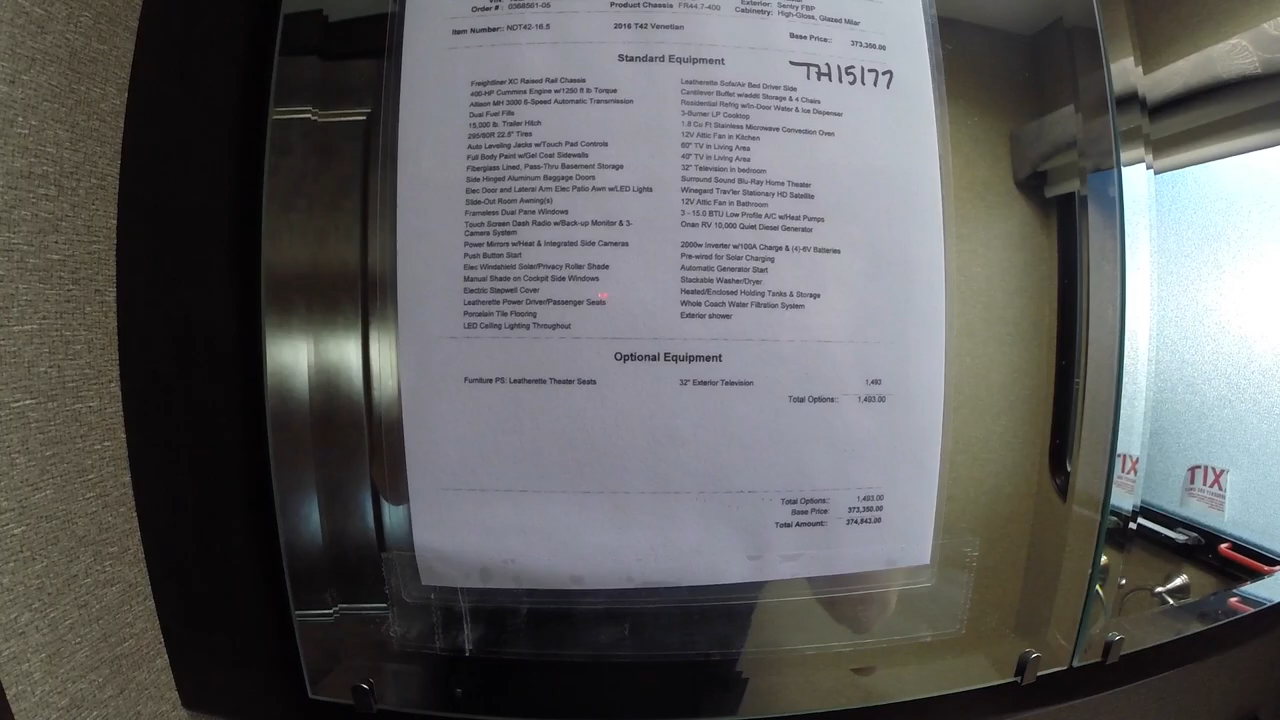 Order #: 0368561-05
Product Chassis FR44.7-400
Exterior: Sentry FBP
Cabinetry: High-Gloss, Glazed Milar
Item Number:: NDT42-16.5
2016 T42 Venetian
Base Price:: 373,350.00
Standard Equipment
TH15177
Freightliner XC Raised Rail Chassis
400-HP Cummins Engine w/1250 ft lb Torque
Allison MH 3000 6-Speed Automatic Transmission
Dual Fuel Fills
15,000 lb. Trailer Hitch
295/80R 22.5" Tires
Auto Leveling Jacks w/Touch Pad Controls
Full Body Paint w/Gel Coat Sidewalls
Fiberglass Lined, Pass-Thru Basement Storage
Side Hinged Aluminum Baggage Doors
Elec Door and Lateral Arm Elec Patio Awn w/LED Lights
Slide-Out Room Awning(s)
Frameless Dual Pane Windows
Touch Screen Dash Radio w/Back-up Monitor & 3-
Camera System
Power Mirrors w/Heat & Integrated Side Cameras
Push Button Start
Elec Windshield Solar/Privacy Roller Shade
Manual Shade on Cockpit Side Windows
Electric Stepwell Cover
Leatherette Power Driver/Passenger Seats
Porcelain Tile Flooring
LED Ceiling Lighting Throughout
Leatherette Sofa/Air Bed Driver Side
Cantilever Buffet w/addtl Storage & 4 Chairs
Residential Refrig w/in-Door Water & Ice Dispenser
3-Burner LP Cooktop
1.8 Cu Ft Stainless Microwave Convection Oven
12V Attic Fan in Kitchen
60" TV in Living Area
40" TV in Living Area
32" Television in bedroom
Surround Sound Blu-Ray Home Theater
Winegard Trav'ler Stationary HD Satellite
12V Attic Fan in Bathroom
3 –15.0 BTU Low Profile A/C w/Heat Pumps
Onan RV 10,000 Quiet Diesel Generator
2000w Inverter w/100A Charge & (4)-6V Batteries
Pre-wired for Solar Charging
Automatic Generator Start
Stackable Washer/Dryer
Heated/Enclosed Holding Tanks & Storage
Whole Coach Water Filtration System
Exterior shower
Optional Equipment
Furniture PS: Leatherette Theater Seats
32" Exterior Television 1,493
Total Options:: 1,493.00
Total Options:: 1,493.00
Base Price: 373,350.00
Total Amount:: 374,843.00